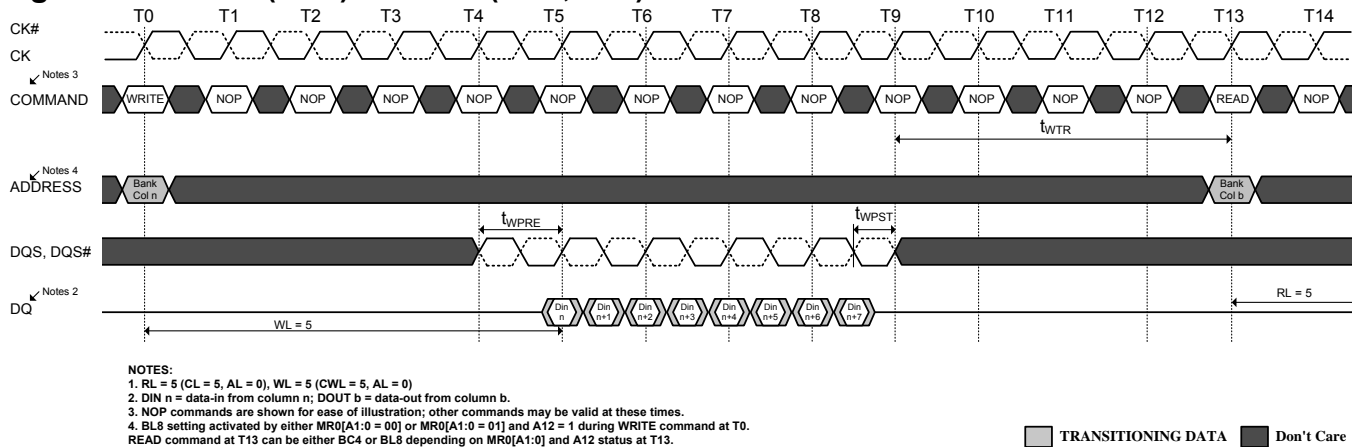 T0 T1 T2 T3 T4 T5 T6 T7 T8 T9 T10 T11 T12 T13 T14
CK#
CK
Notes 3
COMMAND WRITE NOP NOP NOP NOP NOP NOP NOP NOP NOP NOP NOP NOP READ NOP
tWTR
Notes 4
ADDRESS
Bank Col n
Bank Col b
tWPRE
tWPST
DQS, DQS#
Notes 2
DQ
Din n
Din n+1
Din n+2
Din n+3
Din n+4
Din n+5
Din n+6
Din n+7
RL = 5
WL = 5
NOTES:
1. RL = 5 (CL = 5, AL = 0), WL = 5 (CWL = 5, AL = 0)
2. DIN n = data-in from column n; DOUT b = data-out from column b.
3. NOP commands are shown for ease of illustration; other commands may be valid at these times.
4. BL8 setting activated by either MR0[A1:0 = 00] or MR0[A1:0 = 01] and A12 = 1 during WRITE command at T0.
READ command at T13 can be either BC4 or BL8 depending on MR0[A1:0] and A12 status at T13.
TRANSITIONING DATA
Don't Care